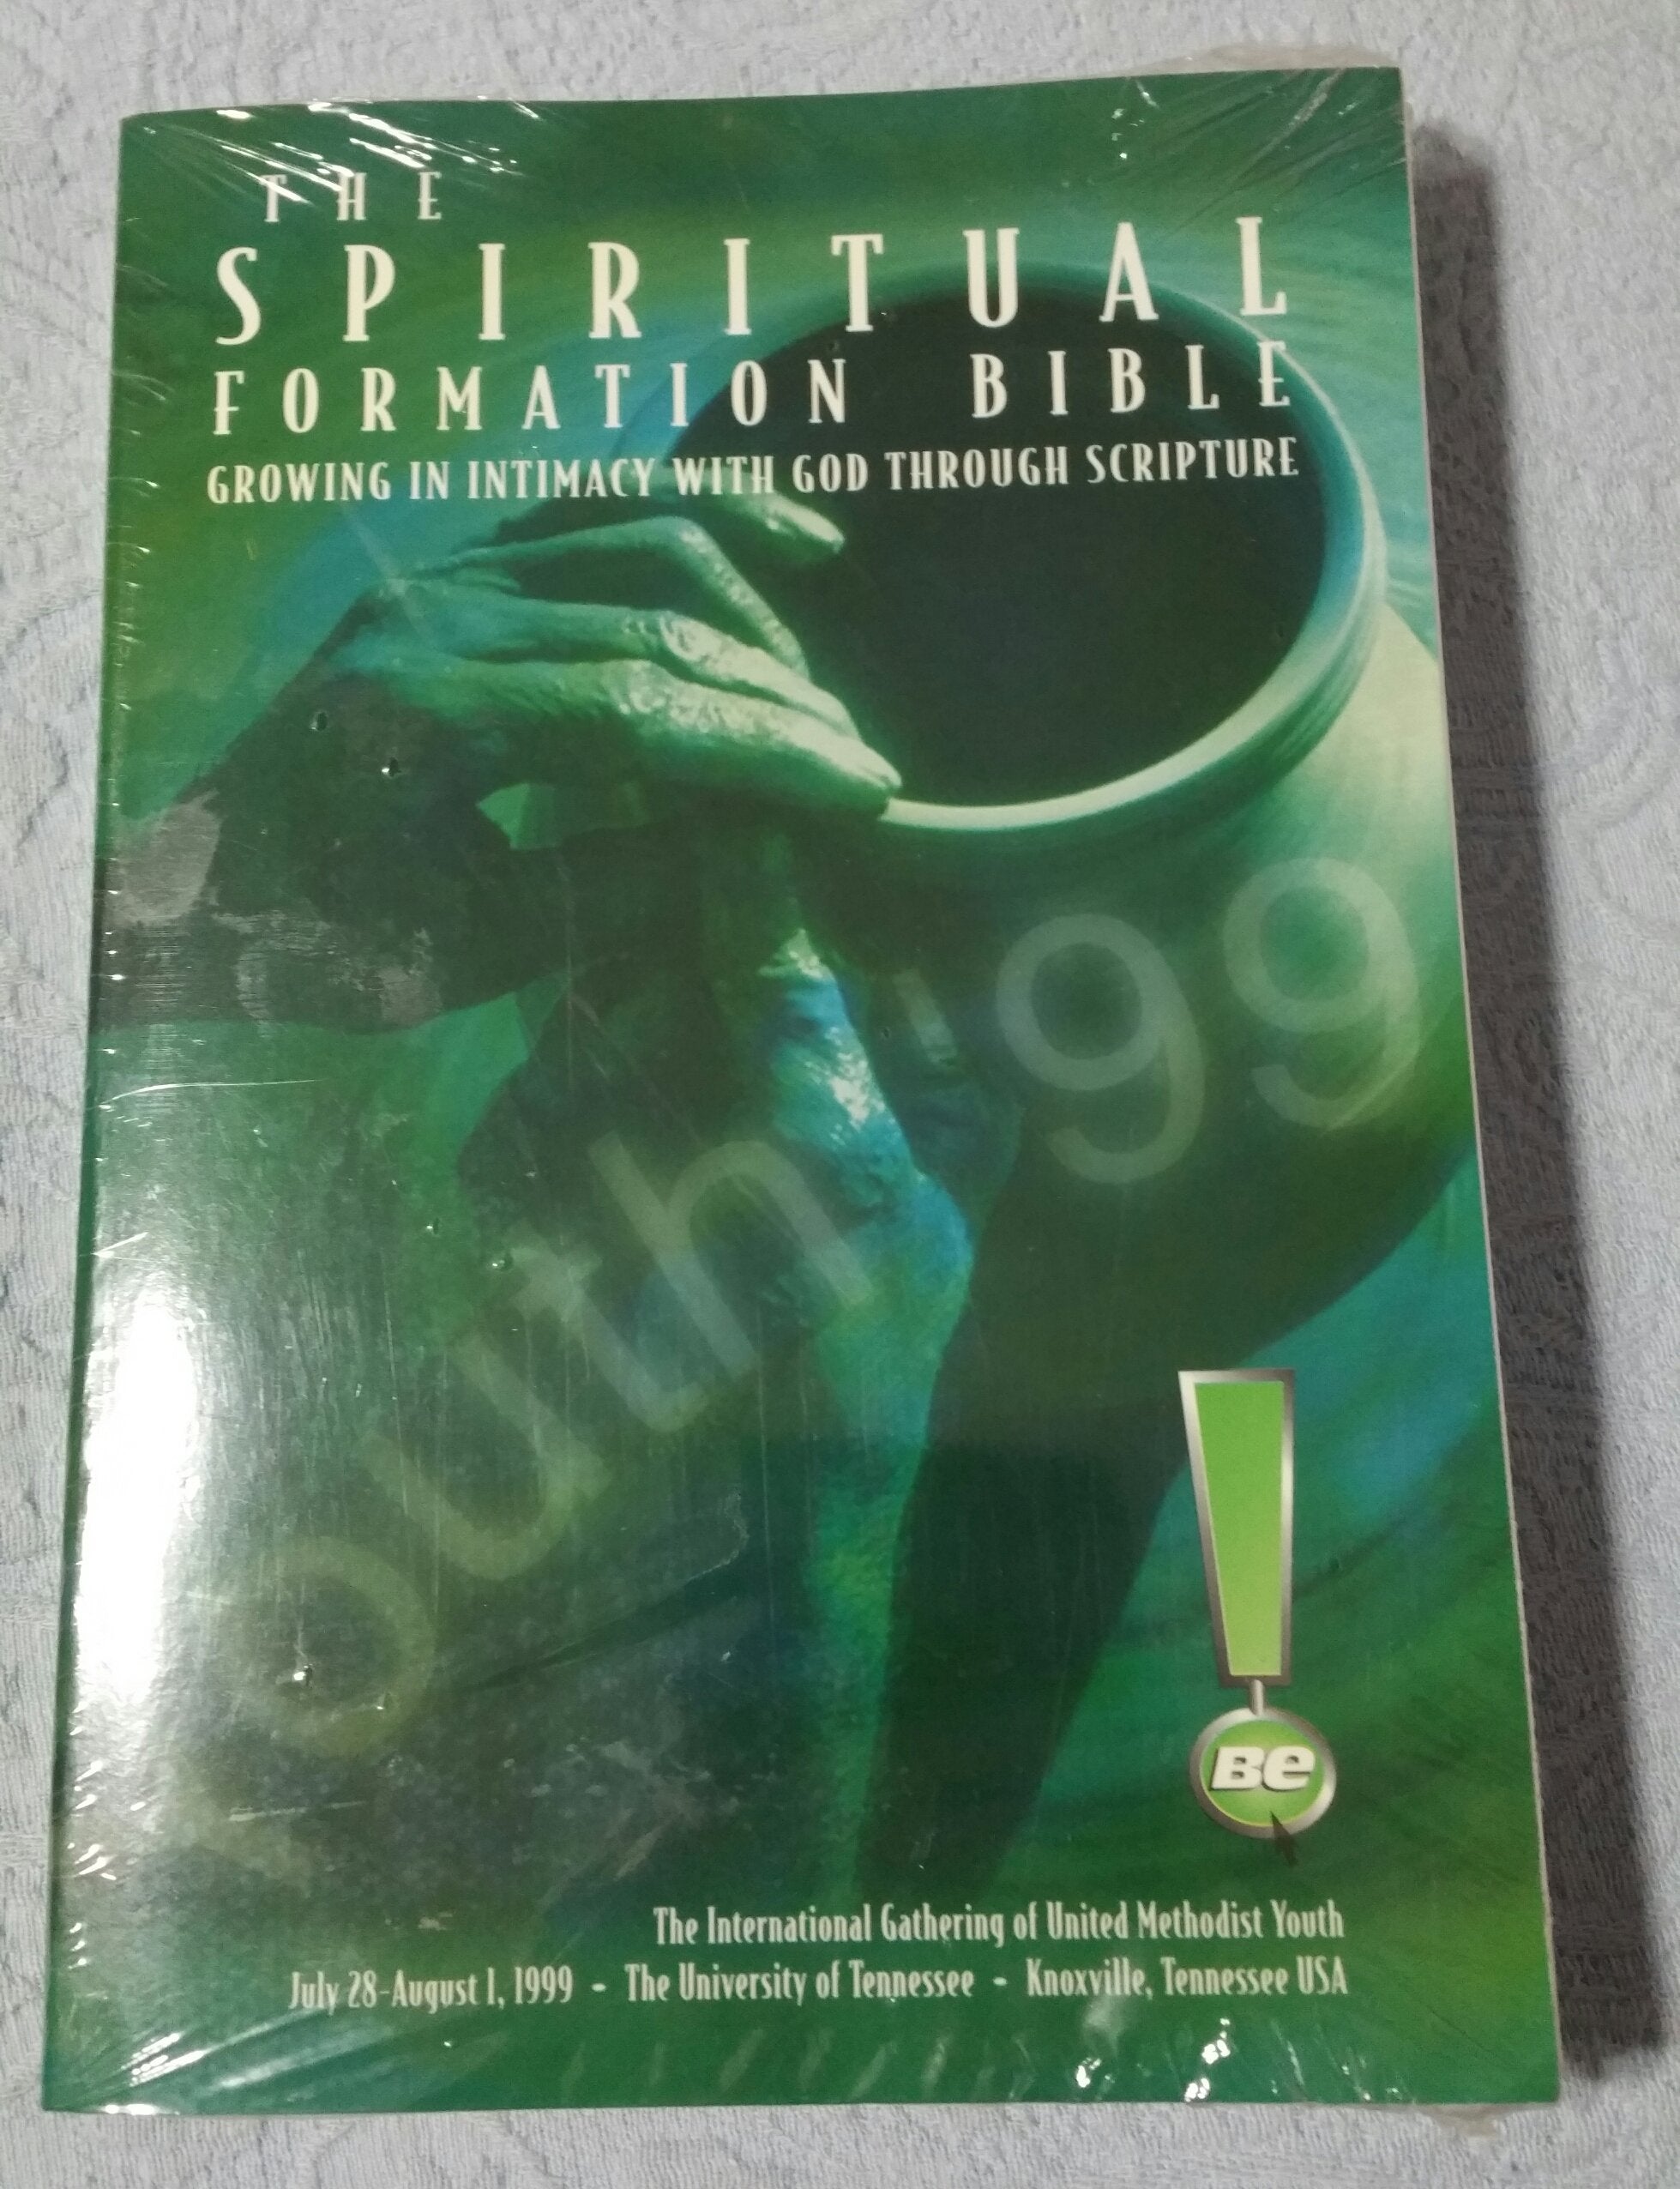 THE
SPIRITUAL
FORMATION BIBLE
GROWING IN INTIMACY WITH GOD THROUGH SCRIPTURE
outh '99
Be
The International Gathering of United Methodist Youth
July 28-August 1, 1999 - The University of Tennessee - Knoxville, Tennessee USA